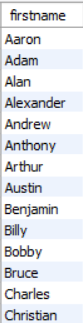 firstname
Aaron
Adam
Alan
Alexander
Andrew
Anthony
Arthur
Austin
Benjamin
Billy
Bobby
Bruce
Charles
Christian